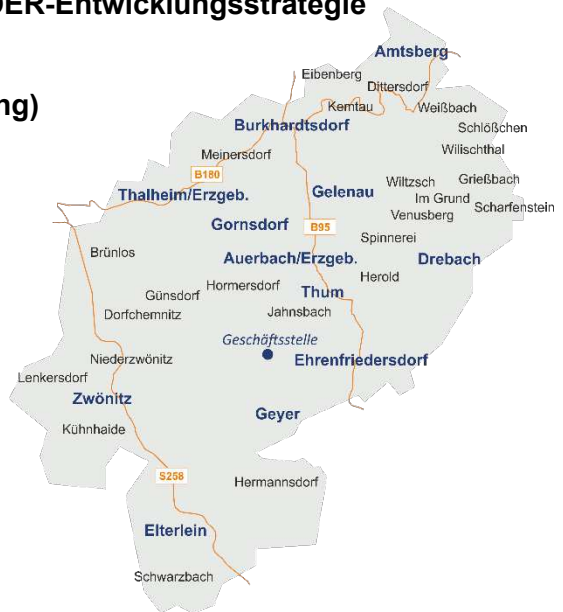 DER-Entwicklungsstrategie
ng)
Amtsberg
Eibenberg
Dittersdorf
Kemtau
Weißbach
Burkhardtsdorf
Schlößchen
Meinersdorf
Wilischthal
B180
Thalheim/Erzgeb.
Gelenau
Wiltzsch
Grießbach
Im Grund
Scharfenstein
Venusberg
Gornsdorf
B95
Spinnerei
Brünlos
Auerbach/Erzgeb.
Drebach
Herold
Hormersdorf
Thum
Günsdorf
Dorfchemnitz
Jahnsbach
Geschäftsstelle
Niederzwönitz
Ehrenfriedersdorf
Lenkersdorf
Zwönitz
Geyer
Kühnhaide
S258
Hermannsdorf
Elterlein
Schwarzbach